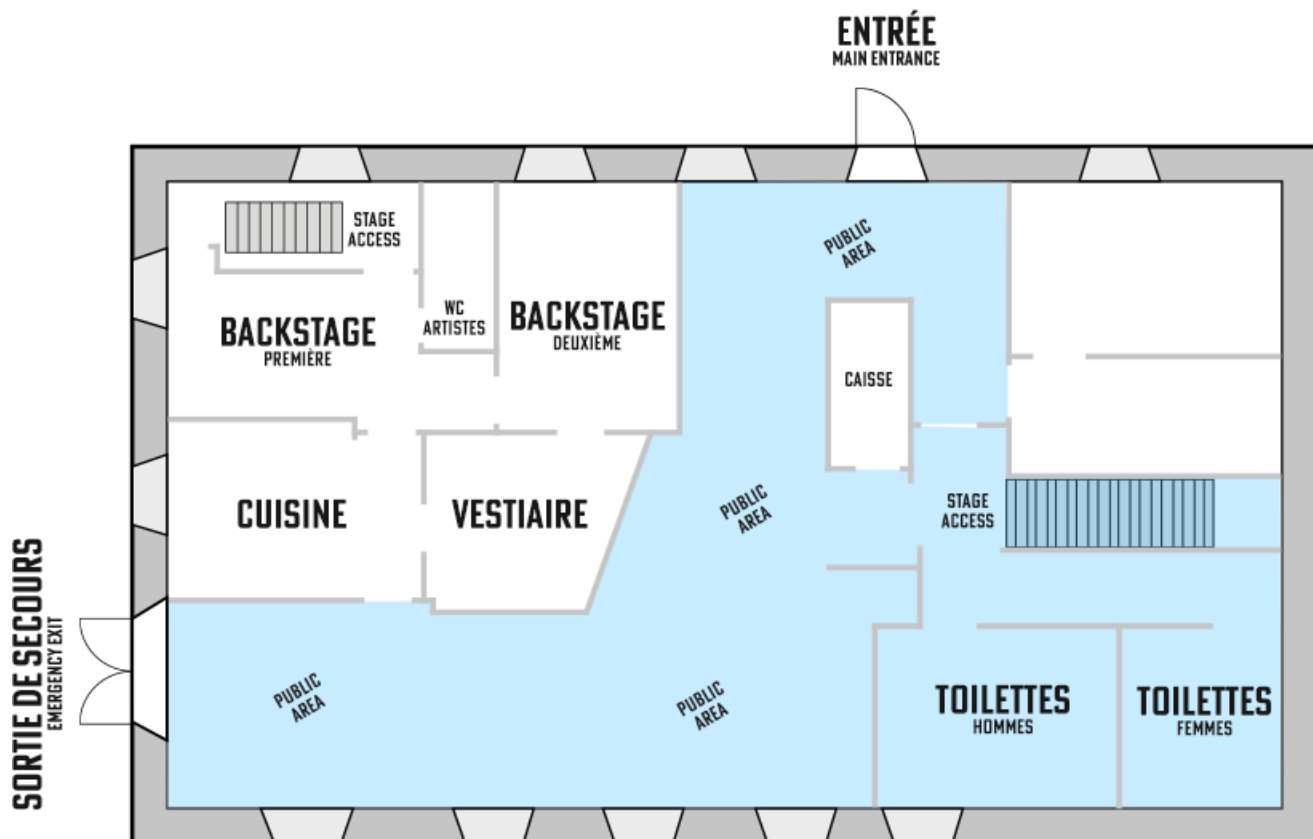 ENTRÉE
MAIN ENTRANCE
STAGE
ACCESS
PUBLIC
AREA
BACKSTAGE
PREMIÈRE
WC
ARTISTES
BACKSTAGE
DEUXIÈME
CAISSE
CUISINE
VESTIAIRE
PUBLIC
AREA
STAGE
ACCESS
SORTIE DE SECOURS
EMERGENCY EXIT
PUBLIC
AREA
PUBLIC
AREA
TOILETTES
HOMMES
TOILETTES
FEMMES